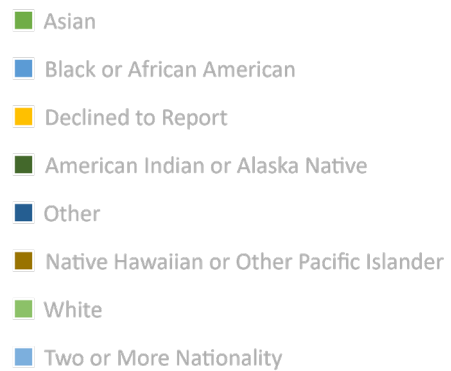 Asian
Black or African American
Declined to Report
American Indian or Alaska Native
Other
Native Hawaiian or Other Pacific Islander
White
Two or More Nationality